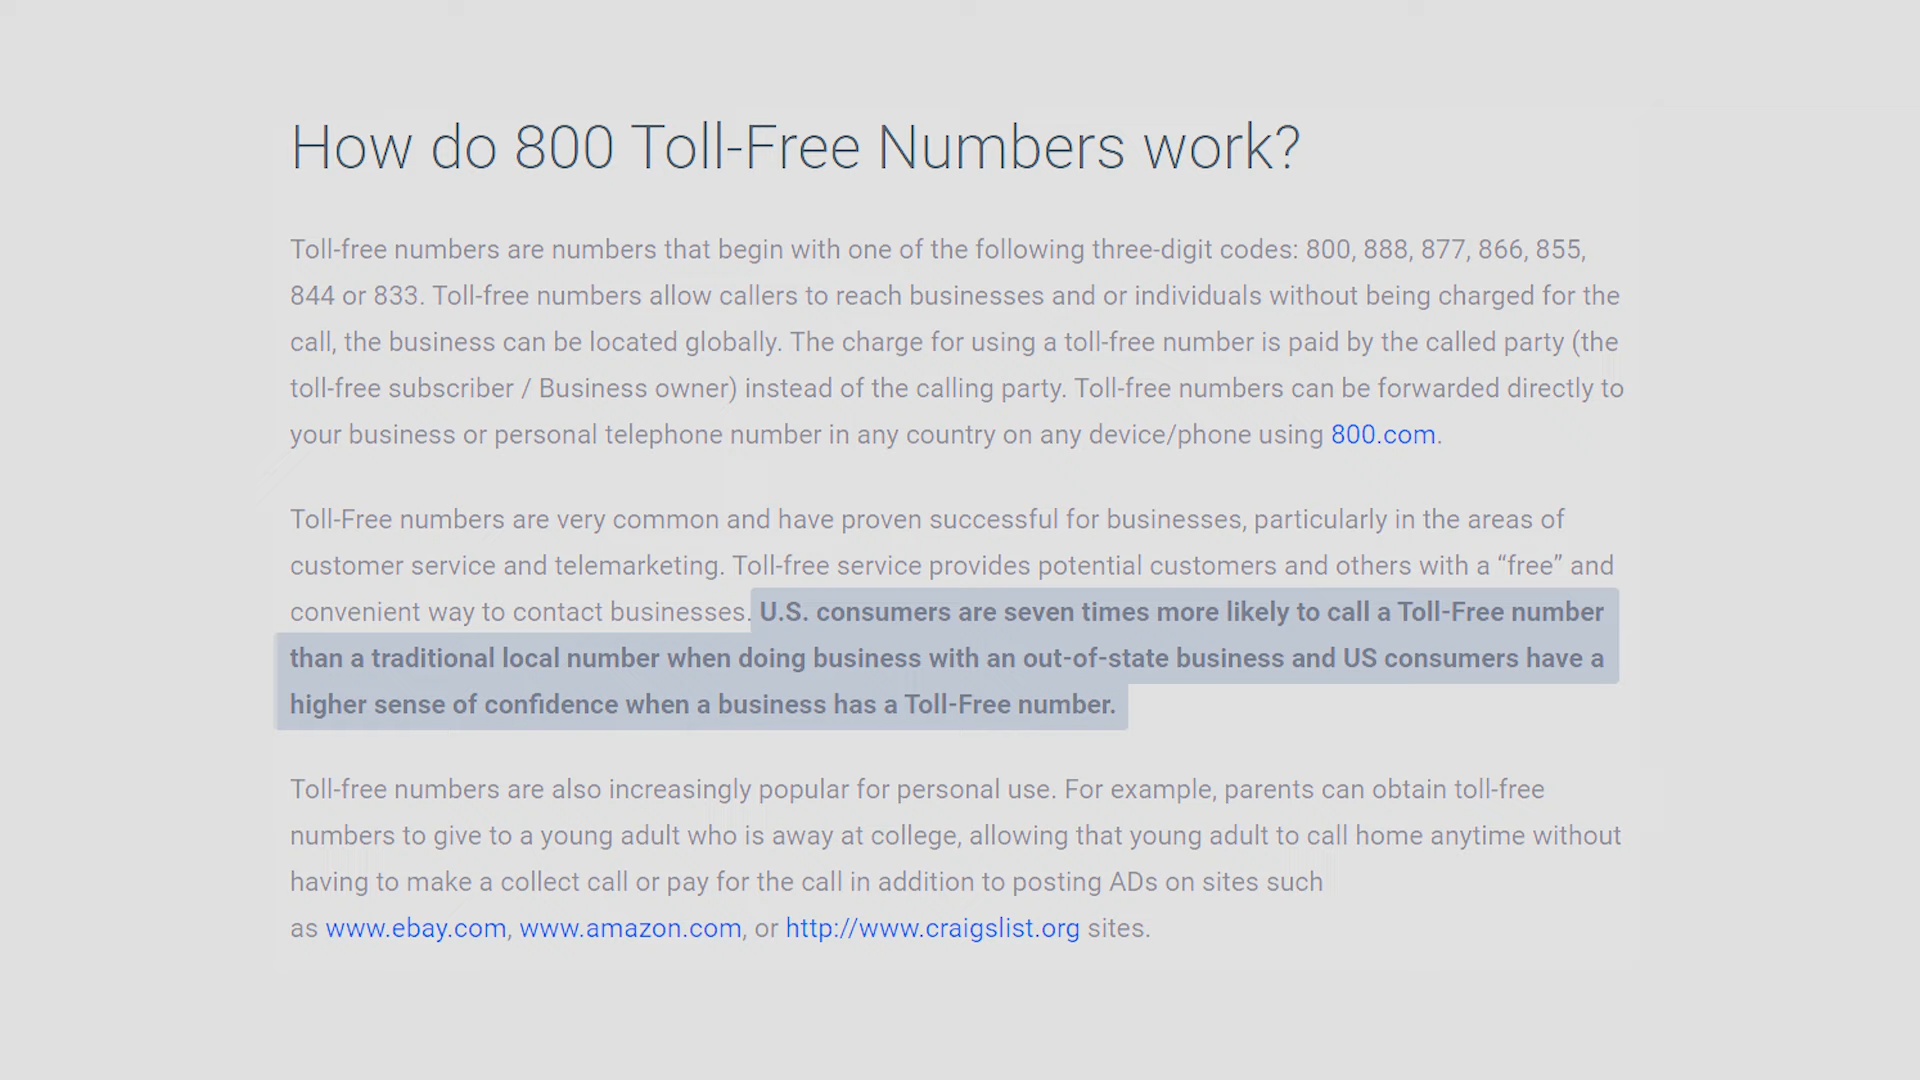 How do 800 Toll-Free Numbers work?
Toll-free numbers are numbers that begin with one of the following three-digit codes: 800, 888, 877, 866, 855,
844 or 833. Toll-free numbers allow callers to reach businesses and or individuals without being charged for the
call, the business can be located globally. The charge for using a toll-free number is paid by the called party (the
toll-free subscriber / Business owner) instead of the calling party. Toll-free numbers can be forwarded directly to
your business or personal telephone number in any country on any device/phone using 800.com.
Toll-Free numbers are very common and have proven successful for businesses, particularly in the areas of
customer service and telemarketing. Toll-free service provides potential customers and others with a “free” and
convenient way to contact businesses. U.S. consumers are seven times more likely to call a Toll-Free number
than a traditional local number when doing business with an out-of-state business and US consumers have a
higher sense of confidence when a business has a Toll-Free number.
Toll-free numbers are also increasingly popular for personal use. For example, parents can obtain toll-free
numbers to give to a young adult who is away at college, allowing that young adult to call home anytime without
having to make a collect call or pay for the call in addition to posting ADs on sites such
as www.ebay.com, www.amazon.com, or http://www.craigslist.org sites.